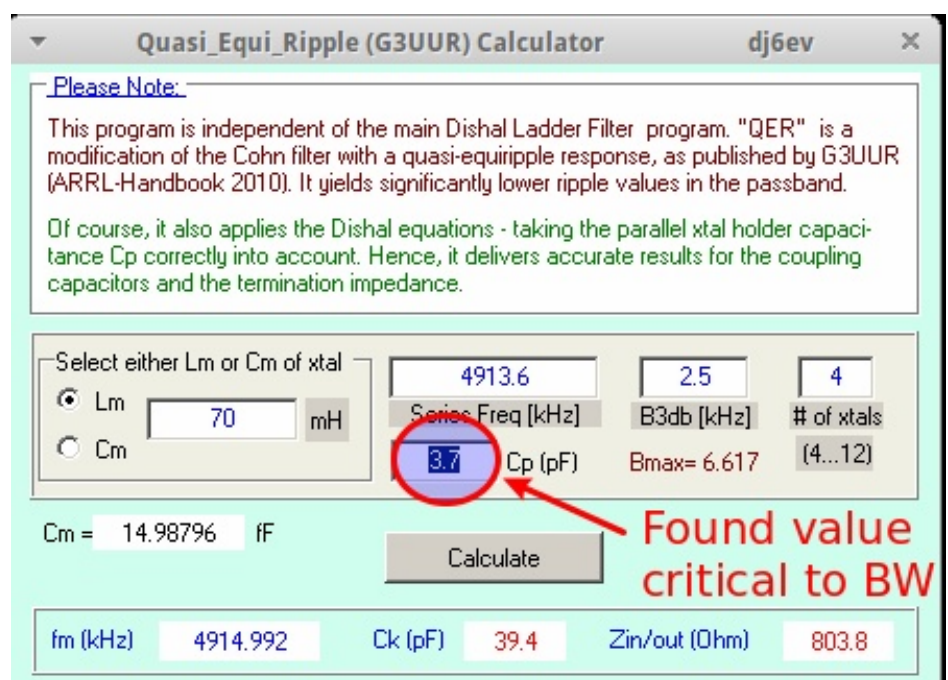 Quasi_Equi_Ripple (G3UUR) Calculator dj6ev
Please Note:
This program is independent of the main Dishal Ladder Filter program. "QER" is a
modification of the Cohn filter with a quasi-equiripple response, as published by G3UUR
(ARRL-Handbook 2010). It yields significantly lower ripple values in the passband.
Of course, it also applies the Dishal equations - taking the parallel xtal holder capaci-
tance Cp correctly into account. Hence, it delivers accurate results for the coupling
capacitors and the termination impedance.
Select either Lm or Cm of xtal
Lm 70 mH
Cm
4913.6 2.5 4
Series Freq [kHz] B3db [kHz] # of xtals
3.7 Cp (pF) Bmax= 6.617 (4...12)
Found value
critical to BW
Cm = 14.98796 fF
Calculate
fm (kHz) 4914.992 Ck (pF) 39.4 Zin/out (Ohm) 803.8